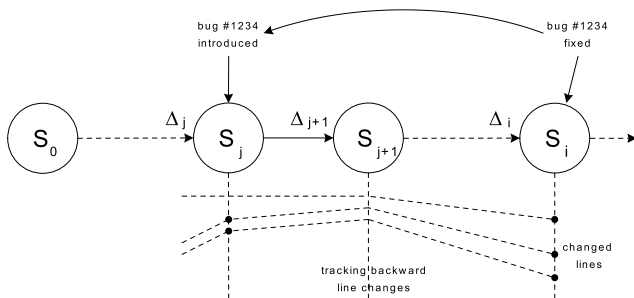 bug #1234
introduced
bug #1234
fixed
Δj
Δj+1
Δi
S0
Sj
Sj+1
Si
changed
lines
tracking backward
line changes